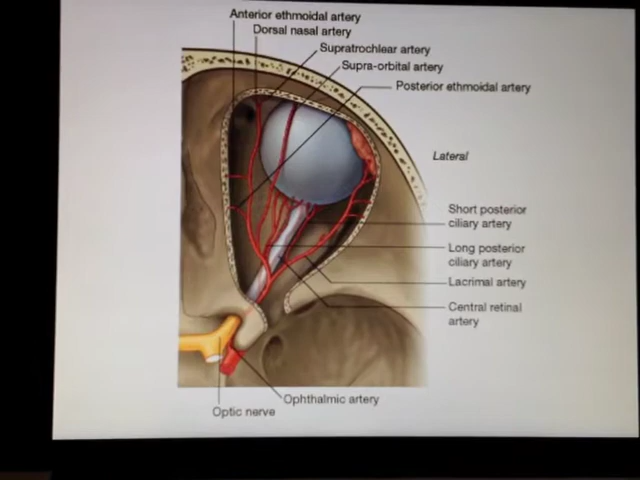 Anterior ethmoidal artery
Dorsal nasal artery
Supratrochlear artery
Supra-orbital artery
Posterior ethmoidal artery
Lateral
Short posterior
ciliary artery
Long posterior
ciliary artery
Lacrimal artery
Central retinal
artery
Ophthalmic artery
Optic nerve